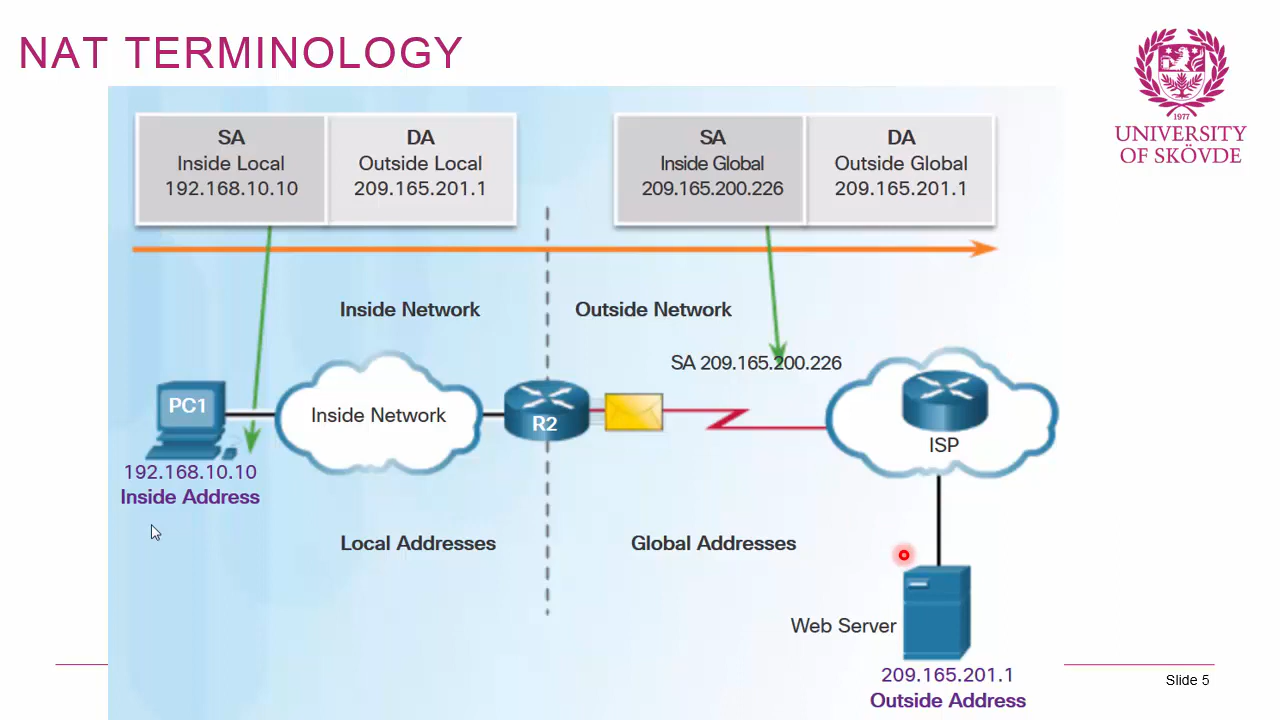 NAT TERMINOLOGY
1977
UNIVERSITY
OF SKÖVDE
SA
Inside Local
192.168.10.10
DA
Outside Local
209.165.201.1
SA
Inside Global
209.165.200.226
DA
Outside Global
209.165.201.1
Inside Network
Outside Network
SA 209.165.200.226
PC1
Inside Network
R2
ISP
192.168.10.10
Inside Address
Local Addresses
Global Addresses
Web Server
209.165.201.1
Outside Address
Slide 5